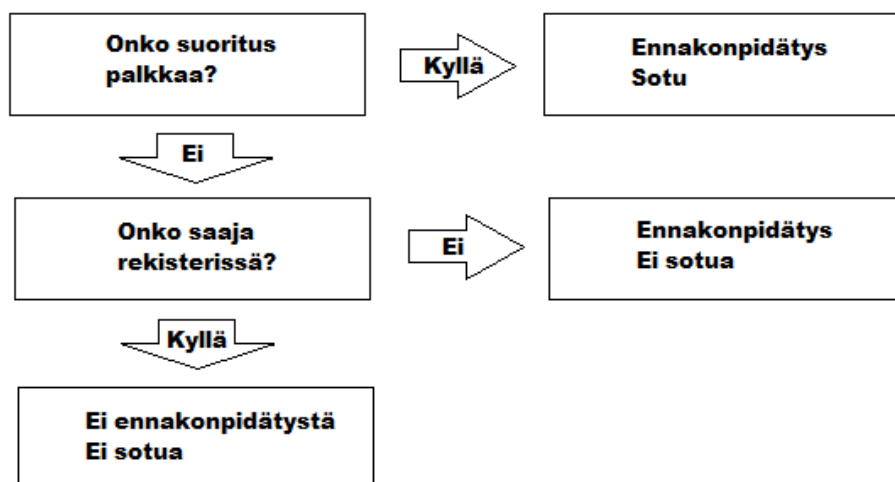 Onko suoritus
palkkaa?
Kyllä
Ennakonpidätys
Sotu
Ei
Onko saaja
rekisterissä?
Ei
Ennakonpidätys
Ei sotua
Kyllä
Ei ennakonpidätystä
Ei sotua